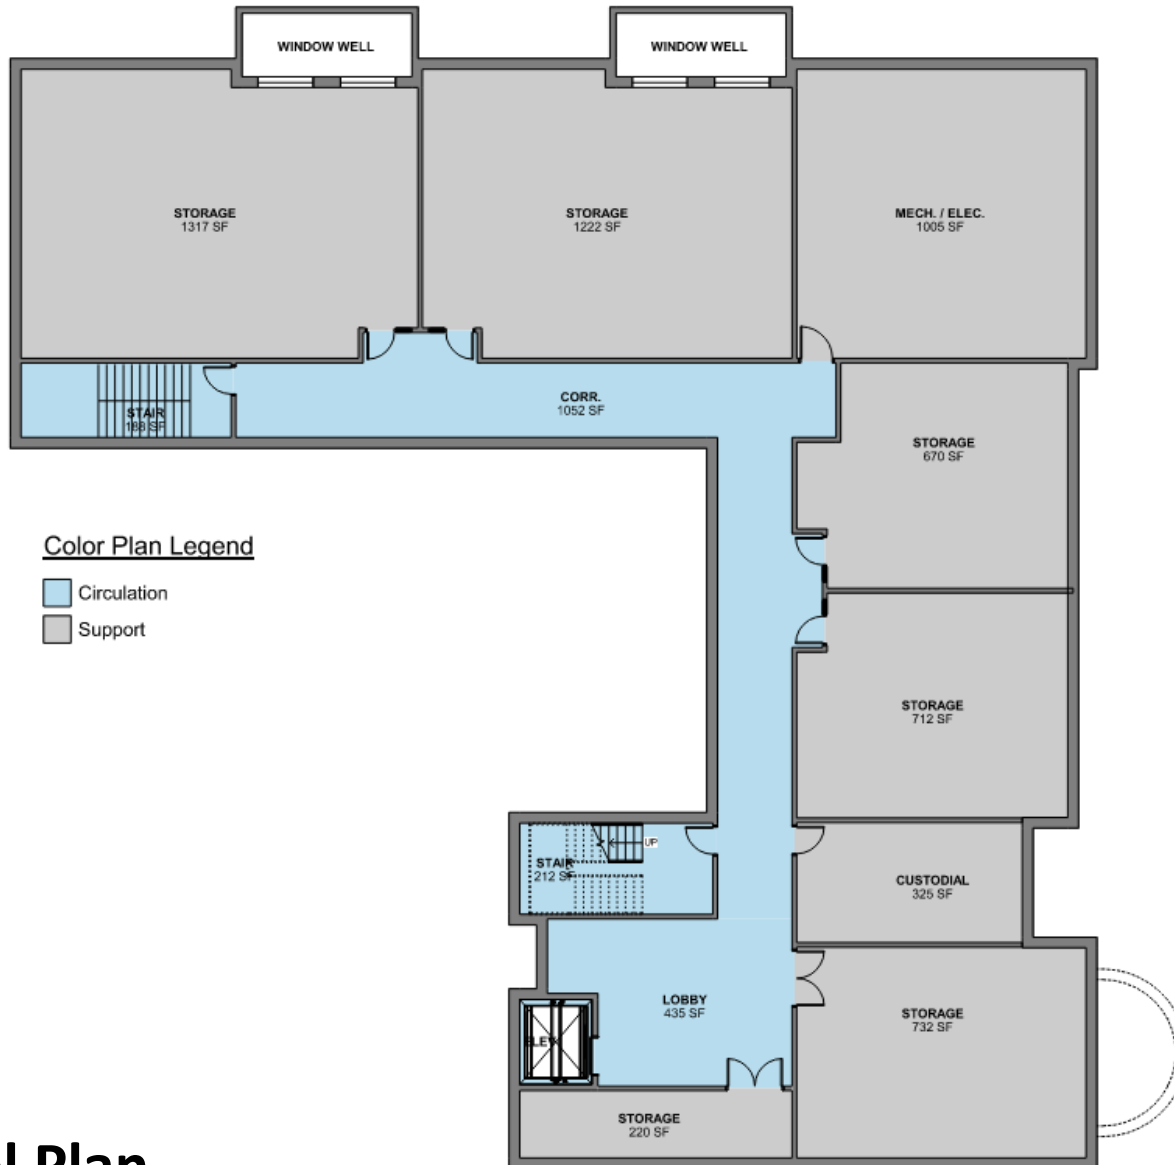 WINDOW WELL
WINDOW WELL
STORAGE
1317 SF
STORAGE
1222 SF
MECH. / ELEC.
1005 SF
STAIR
188 SF
CORR.
1052 SF
STORAGE
670 SF
Color Plan Legend
Circulation
Support
STORAGE
712 SF
UP
STAIR
212 SF
CUSTODIAL
325 SF
LOBBY
435 SF
STORAGE
732 SF
ELEV.
STORAGE
220 SF
Plan